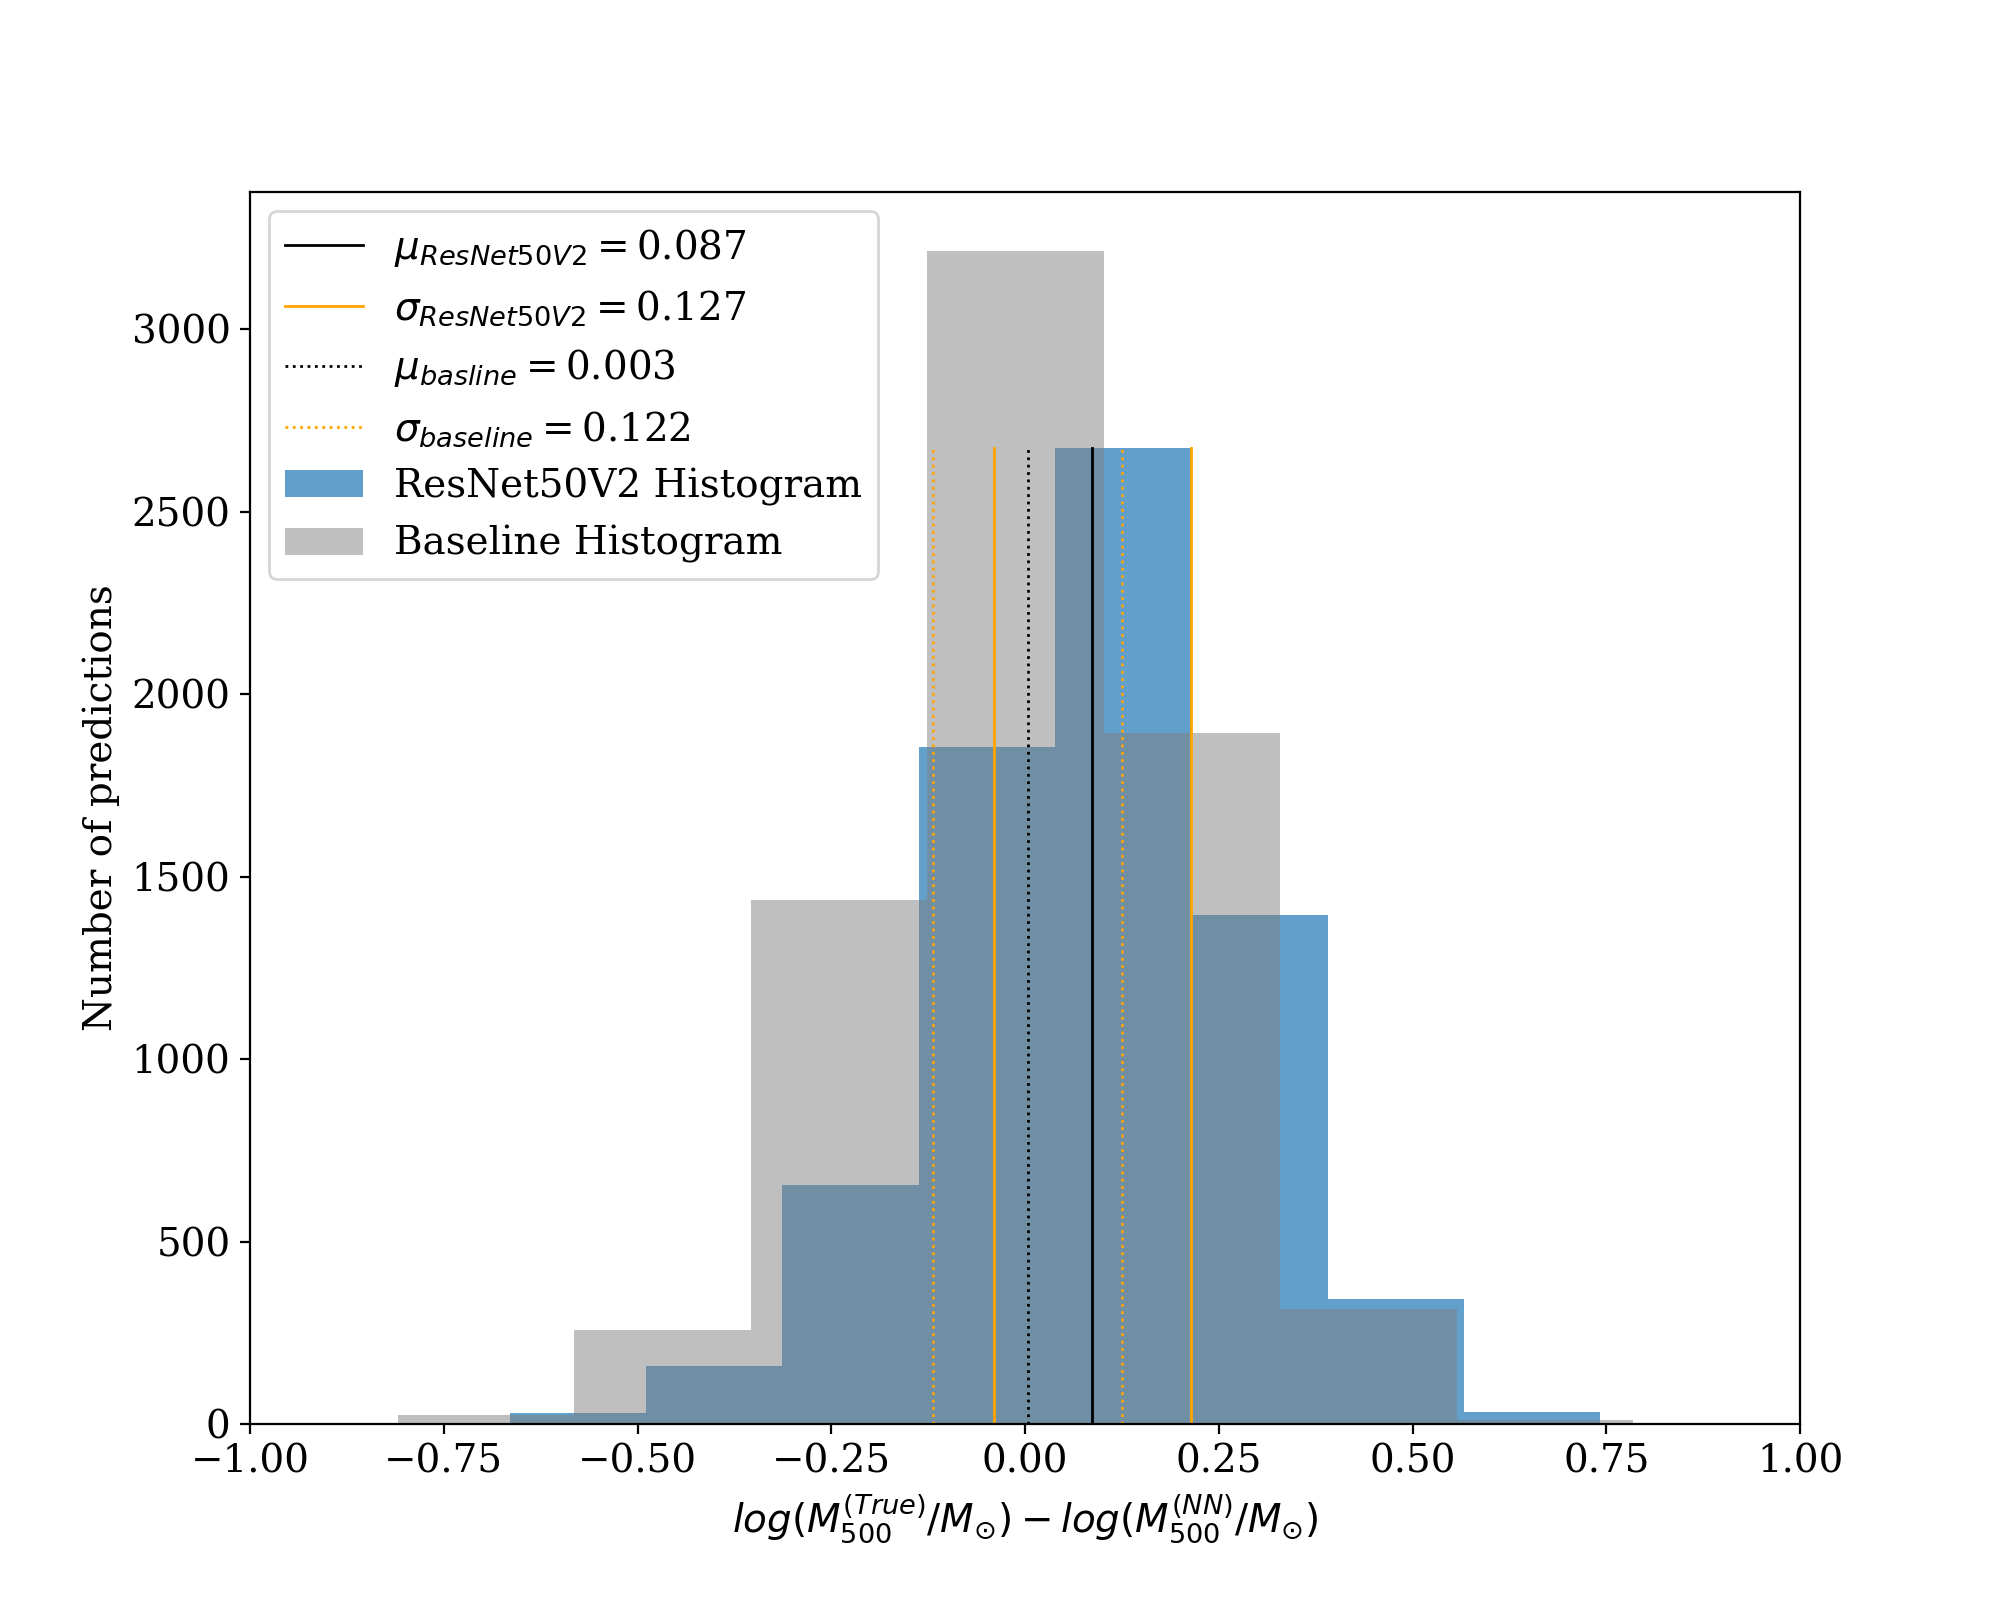 μ_ResNet50V2 = 0.087
σ_ResNet50V2 = 0.127
μ_basline = 0.003
σ_baseline = 0.122
ResNet50V2 Histogram
Baseline Histogram
Number of predictions
3000
2500
2000
1500
1000
500
0
−1.00 −0.75 −0.50 −0.25 0.00 0.25 0.50 0.75 1.00
log(M_500^(True)/M_⊙) − log(M_500^(NN)/M_⊙)